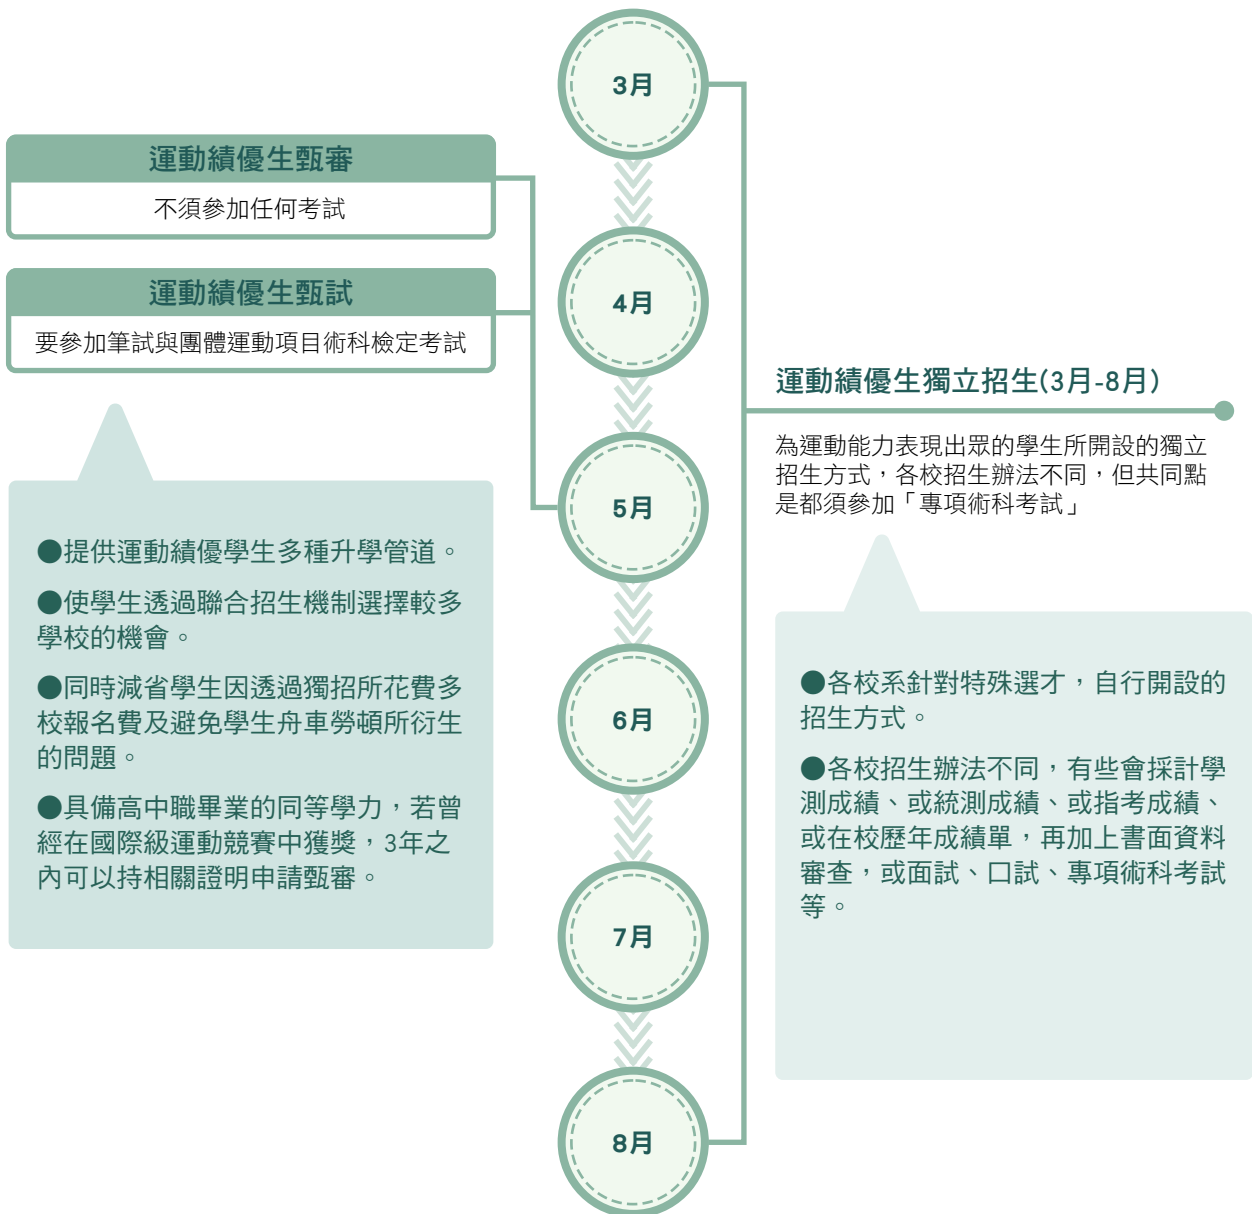 3月
運動績優生甄審
不須參加任何考試
運動績優生甄試
要參加筆試與團體運動項目術科檢定考試
4月
運動績優生獨立招生(3月-8月)
為運動能力表現出眾的學生所開設的獨立
招生方式，各校招生辦法不同，但共同點
是都須參加「專項術科考試」
5月
●提供運動績優學生多種升學管道。
●使學生透過聯合招生機制選擇較多
學校的機會。
●同時減省學生因透過獨招所花費多
校報名費及避免學生舟車勞頓所衍生
的問題。
●具備高中職畢業的同等學力，若曾
經在國際級運動競賽中獲獎，3年之
內可以持相關證明申請甄審。
6月
●各校系針對特殊選才，自行開設的
招生方式。
●各校招生辦法不同，有些會採計學
測成績、或統測成績、或指考成績、
或在校歷年成績單，再加上書面資料
審查，或面試、口試、專項術科考試
等。
7月
8月